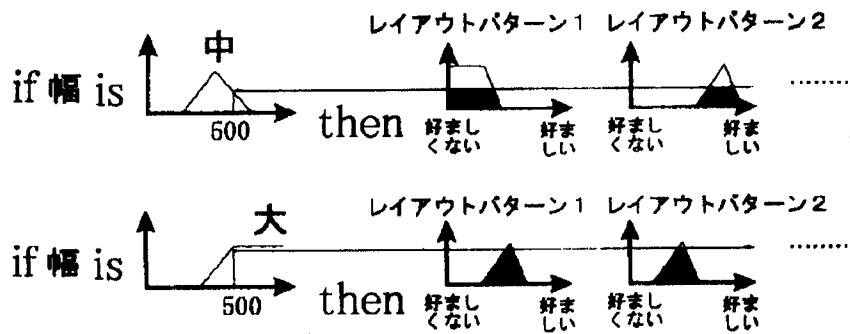 レイアウトパターン1 レイアウトパターン2
中
if 幅 is 500 then 好ましくない 好ましい 好ましくない 好ましい ………
レイアウトパターン1 レイアウトパターン2
大
if 幅 is 500 then 好ましくない 好ましい 好ましくない 好ましい ………